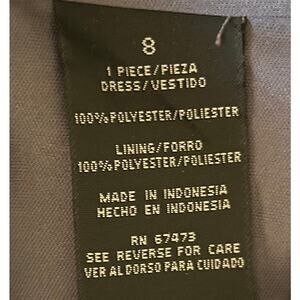 8
1 PIECE/PIEZA
DRESS/VESTIDO
100%POLYESTER/POLIESTER
LINING/FORRO
100%POLYESTER/POLIESTER
MADE IN INDONESIA
HECHO EN INDONESIA
RN 67473
SEE REVERSE FOR CARE
VER AL DORSO PARA CUIDADO